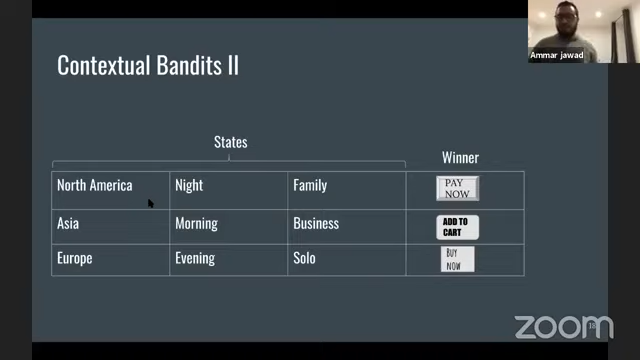 Ammar jawad
Contextual Bandits II
States
Winner
North America
Night
Family
PAY
NOW
Asia
Morning
Business
ADD TO
CART
Europe
Evening
Solo
BUY
NOW
18
zoom